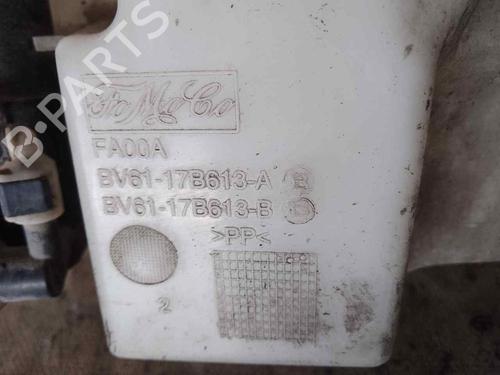 B-PARTS
FoMoCo
FA00A
BV61-17B613-A
BV61-17B613-B
>PP<
2